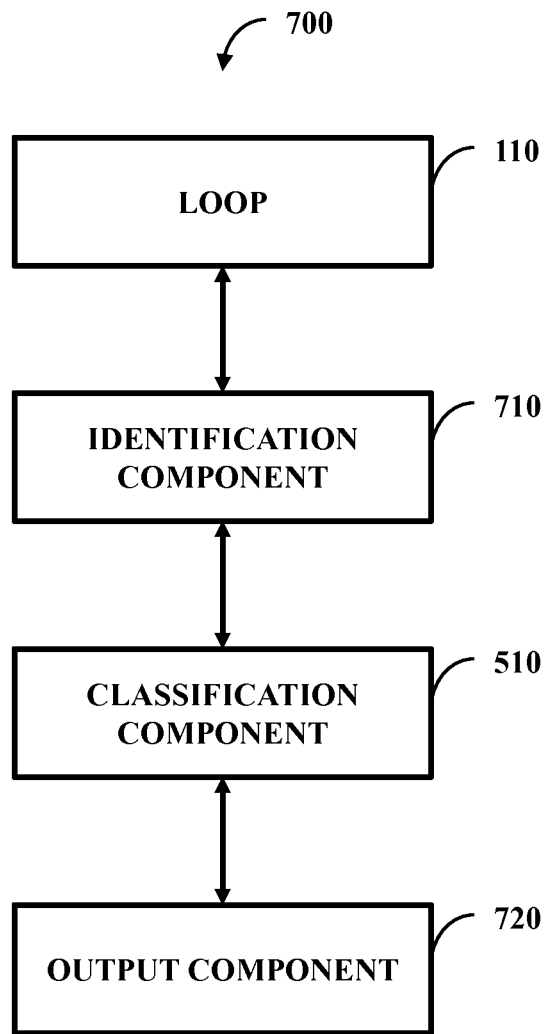 700
LOOP
110
IDENTIFICATION
COMPONENT
710
CLASSIFICATION
COMPONENT
510
OUTPUT COMPONENT
720